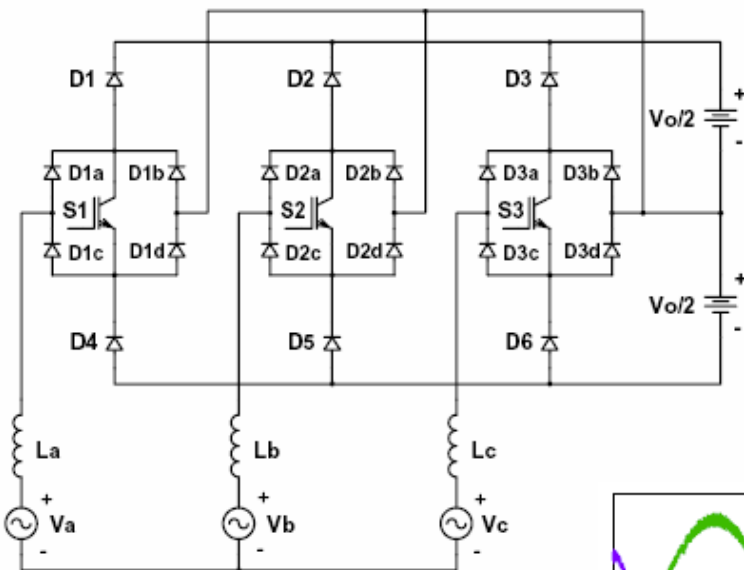 D1 D2 D3
+
Vo/2
-
D1a D1b D2a D2b D3a D3b
S1 S2 S3
D1c D1d D2c D2d D3c D3d
+
Vo/2
-
D4 D5 D6
La Lb Lc
+ + +
Va Vb Vc
- - -